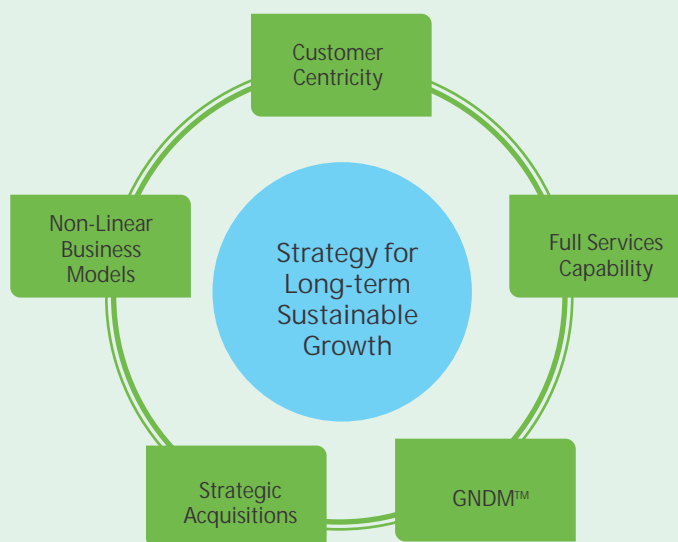 Customer
Centricity
Non-Linear
Business
Models
Strategy for
Long-term
Sustainable
Growth
Full Services
Capability
Strategic
Acquisitions
GNDM™